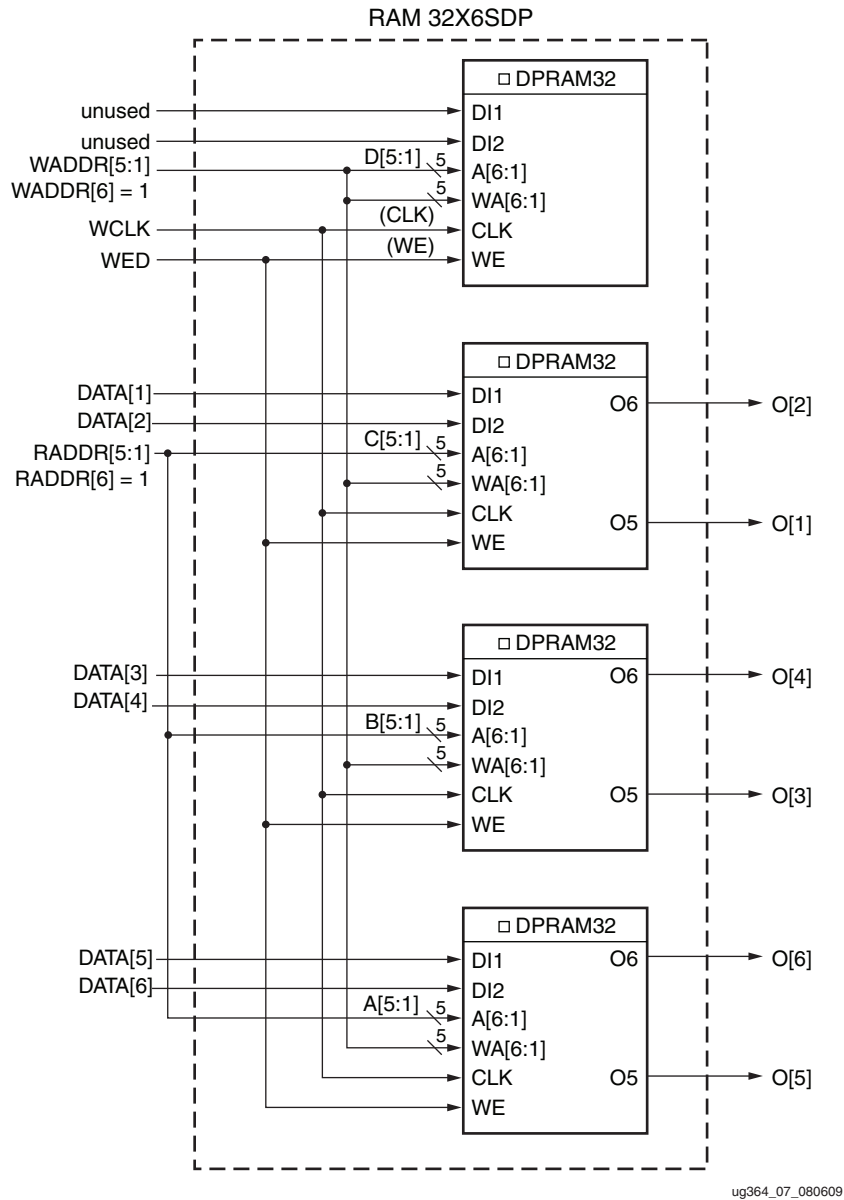 RAM 32X6SDP
DPRAM32
unused
DI1
unused
DI2
WADDR[5:1]
D[5:1]
5
A[6:1]
WADDR[6] = 1
5
WA[6:1]
WCLK
(CLK)
CLK
WED
(WE)
WE
DPRAM32
DATA[1]
DI1
O6
O[2]
DATA[2]
DI2
RADDR[5:1]
C[5:1]
5
A[6:1]
RADDR[6] = 1
5
WA[6:1]
CLK
O5
O[1]
WE
DPRAM32
DATA[3]
DI1
O6
O[4]
DATA[4]
DI2
B[5:1]
5
A[6:1]
5
WA[6:1]
CLK
O5
O[3]
WE
DPRAM32
DATA[5]
DI1
O6
O[6]
DATA[6]
DI2
A[5:1]
5
A[6:1]
5
WA[6:1]
CLK
O5
O[5]
WE
ug364_07_080609